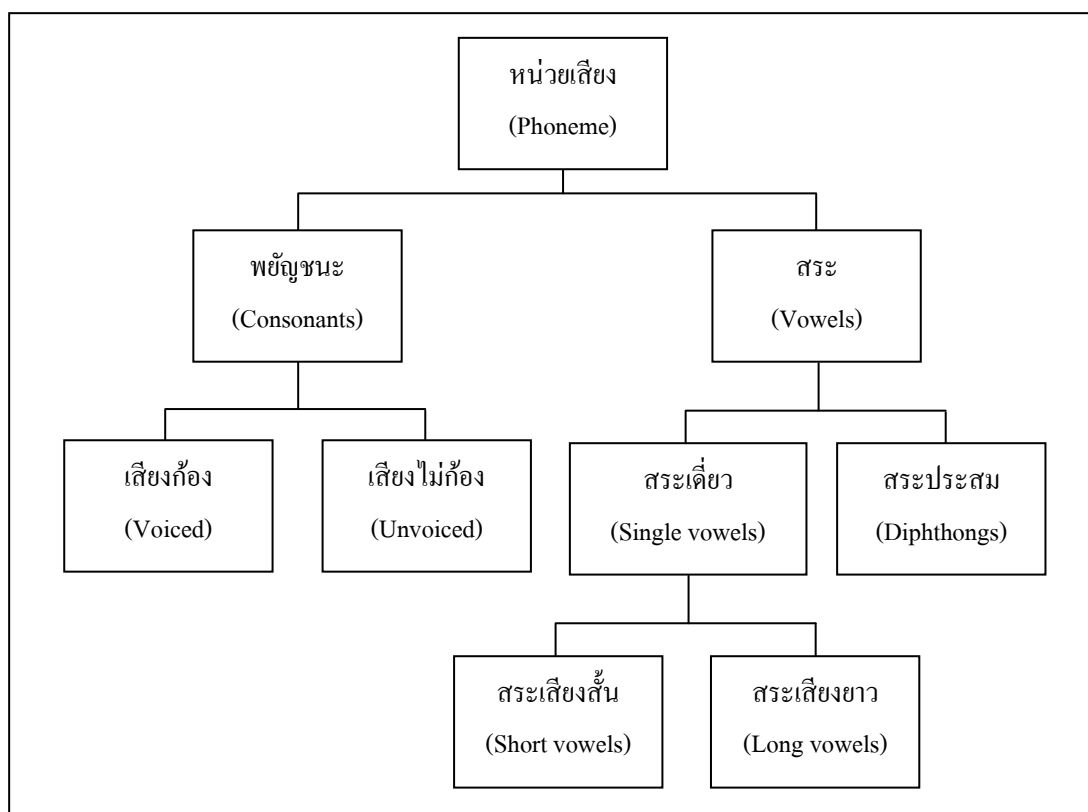 หน่วยเสียง
(Phoneme)
พยัญชนะ
(Consonants)
สระ
(Vowels)
เสียงก้อง
(Voiced)
เสียงไม่ก้อง
(Unvoiced)
สระเดี่ยว
(Single vowels)
สระประสม
(Diphthongs)
สระเสียงสั้น
(Short vowels)
สระเสียงยาว
(Long vowels)